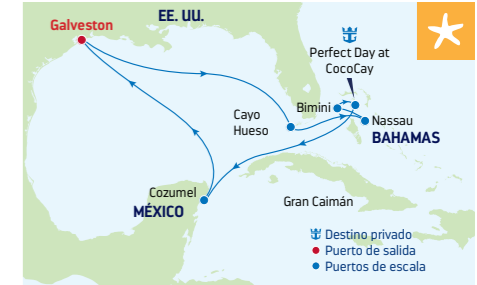 EE. UU.
Galveston
Perfect Day at
CocoCay
Bimini
Cayo
Hueso
Nassau
BAHAMAS
Cozumel
MÉXICO
Gran Caimán
Destino privado
Puerto de salida
Puertos de escala